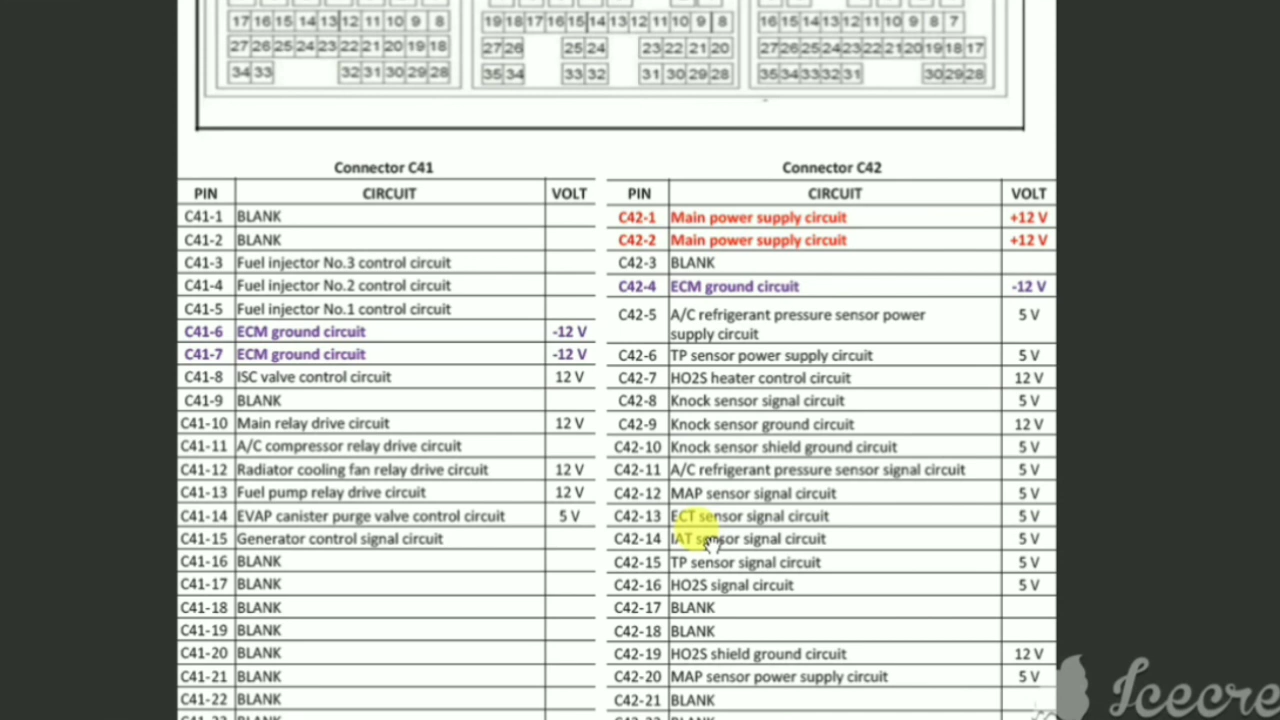 17 16 15 14 13 12 11 10 9 8
19 18 17 16 15 14 13 12 11 10 9 8
16 15 14 13 12 11 10 9 8 7
27 26 25 24 23 22 21 20 19 18
27 26 25 24 23 22 21 20
27 26 25 24 23 22 21 20 19 18 17
34 33 32 31 30 29 28
35 34 33 32 31 30 29 28
35 34 33 32 31 30 29 28
Connector C41
PIN CIRCUIT VOLT
C41-1 BLANK
C41-2 BLANK
C41-3 Fuel injector No.3 control circuit
C41-4 Fuel injector No.2 control circuit
C41-5 Fuel injector No.1 control circuit
C41-6 ECM ground circuit -12 V
C41-7 ECM ground circuit -12 V
C41-8 ISC valve control circuit 12 V
C41-9 BLANK
C41-10 Main relay drive circuit 12 V
C41-11 A/C compressor relay drive circuit
C41-12 Radiator cooling fan relay drive circuit 12 V
C41-13 Fuel pump relay drive circuit 12 V
C41-14 EVAP canister purge valve control circuit 5 V
C41-15 Generator control signal circuit
C41-16 BLANK
C41-17 BLANK
C41-18 BLANK
C41-19 BLANK
C41-20 BLANK
C41-21 BLANK
C41-22 BLANK
Connector C42
PIN CIRCUIT VOLT
C42-1 Main power supply circuit +12 V
C42-2 Main power supply circuit +12 V
C42-3 BLANK
C42-4 ECM ground circuit -12 V
C42-5 A/C refrigerant pressure sensor power 5 V
supply circuit
C42-6 TP sensor power supply circuit 5 V
C42-7 HO2S heater control circuit 12 V
C42-8 Knock sensor signal circuit 5 V
C42-9 Knock sensor ground circuit 12 V
C42-10 Knock sensor shield ground circuit 5 V
C42-11 A/C refrigerant pressure sensor signal circuit 5 V
C42-12 MAP sensor signal circuit 5 V
C42-13 ECT sensor signal circuit 5 V
C42-14 IAT sensor signal circuit 5 V
C42-15 TP sensor signal circuit 5 V
C42-16 HO2S signal circuit 5 V
C42-17 BLANK
C42-18 BLANK
C42-19 HO2S shield ground circuit 12 V
C42-20 MAP sensor power supply circuit 5 V
C42-21 BLANK
Icecre